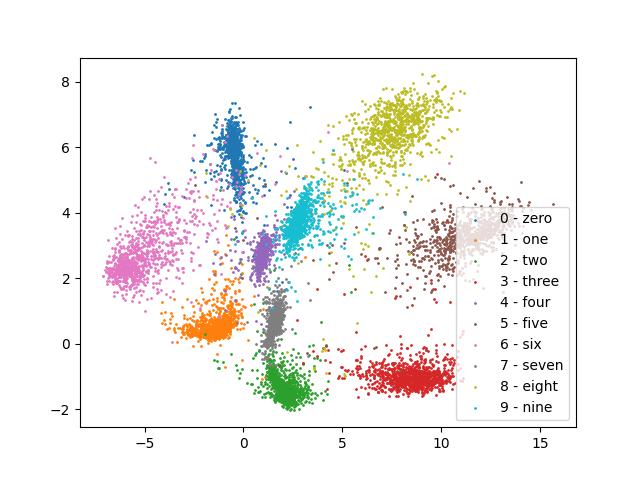 8
6
4
2
0
−2
−5
0
5
10
15
0 - zero
1 - one
2 - two
3 - three
4 - four
5 - five
6 - six
7 - seven
8 - eight
9 - nine